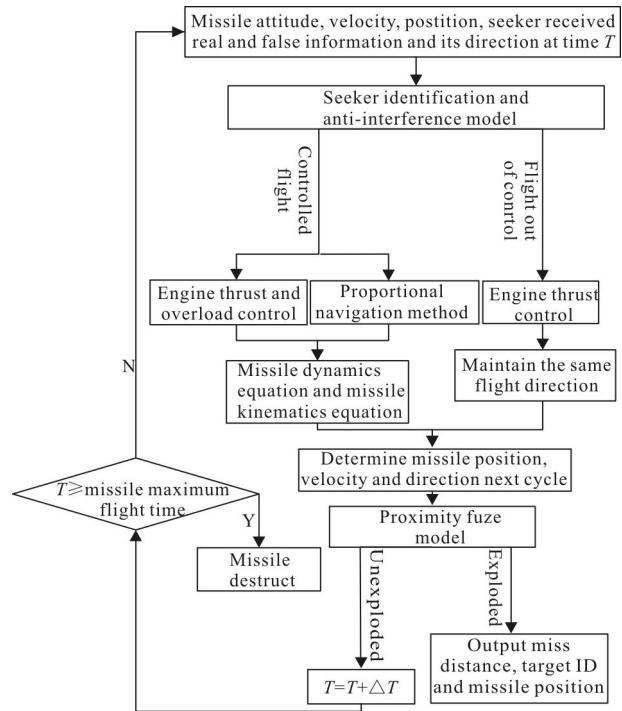 Missile attitude, velocity, postition, seeker received
real and false information and its direction at time T
Seeker identification and
anti-interference model
Controlled
flight
Flight out
of conrtol
Engine thrust and
overload control
Proportional
navigation method
Engine thrust
control
Missile dynamics
equation and missile
kinematics equation
Maintain the same
flight direction
N
Determine missile position,
velocity and direction next cycle
T≥missile maximum
flight time
Y
Proximity fuze
model
Missile
destruct
Unexploded
Exploded
Output miss
distance, target ID
and missile position
T=T+△T